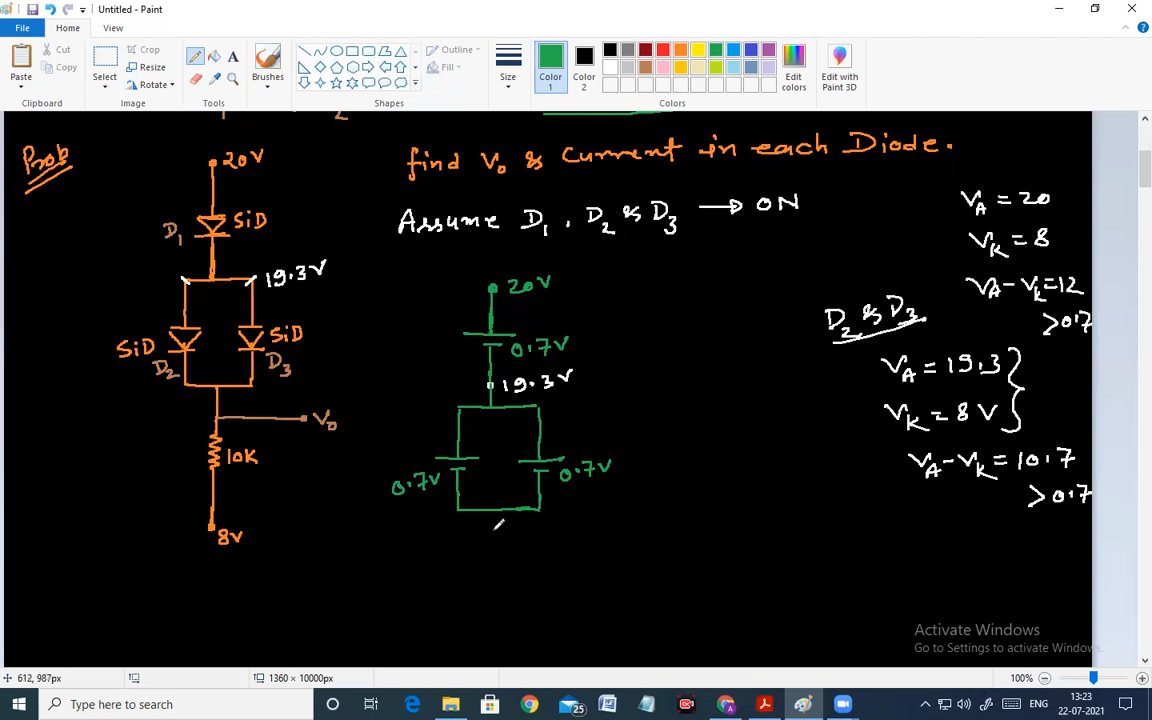 Untitled - Paint
File
Home
View
Paste
Cut
Copy
Clipboard
Select
Crop
Resize
Rotate
Image
Tools
Brushes
Shapes
Outline
Fill
Size
Color 1
Color 2
Edit colors
Colors
Edit with Paint 3D
1 2
Prob
find V0 & Current in each Diode.
Assume D1, D2 & D3 → ON
20V
D1 SiD
19.3V
SiD D2
SiD D3
V0
10K
8V
20V
0.7V
19.3V
0.7V
0.7V
VA = 20
VK = 8
VA - VK = 12
>0.7
D2 & D3
VA = 19.3
VK = 8V
VA - VK = 10.7
>0.7
Activate Windows
Go to Settings to activate Windows.
612, 987px
1360 × 10000px
100%
Type here to search
25
ENG
13:23
22-07-2021